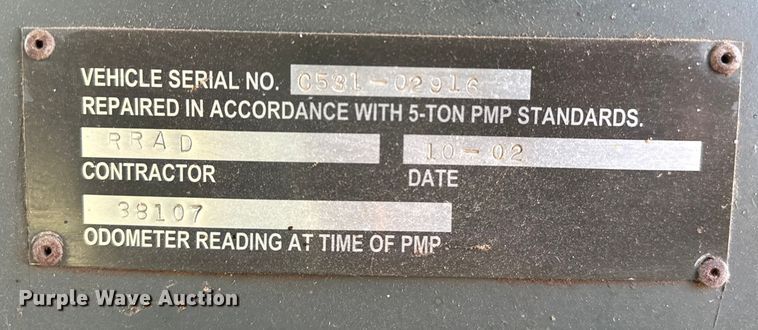 VEHICLE SERIAL NO. C531-02916
REPAIRED IN ACCORDANCE WITH 5-TON PMP STANDARDS.
RRAD 10-02
CONTRACTOR DATE
38107
ODOMETER READING AT TIME OF PMP
Purple Wave Auction